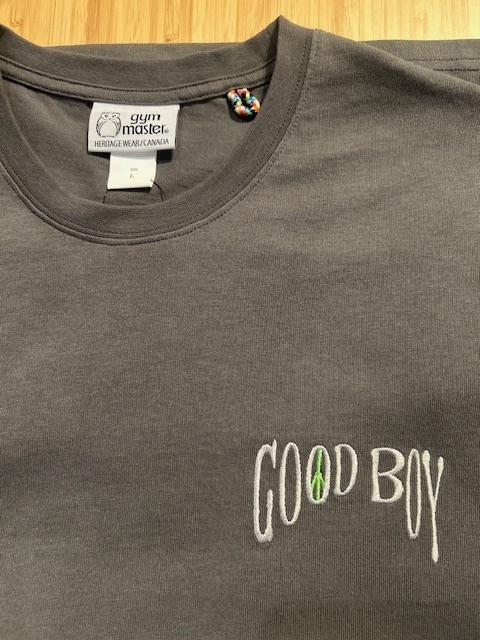 gym
master®
HERITAGE WEAR/CANADA
L
GOOD BOY